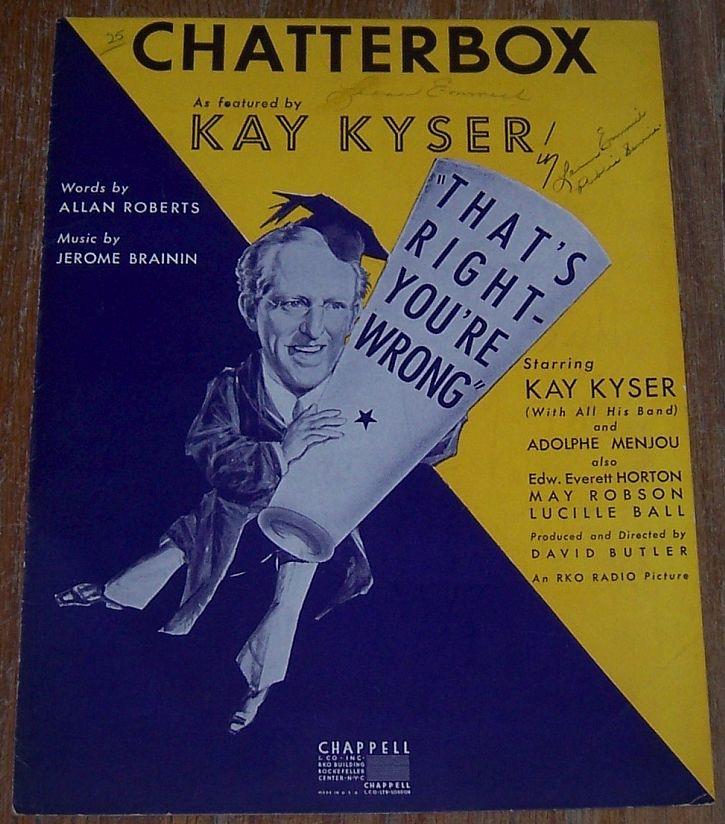 25
CHATTERBOX
As featured by
KAY KYSER
in
Words by
ALLAN ROBERTS
Music by
JEROME BRAININ
"THAT'S
RIGHT-
YOU'RE
WRONG"
Starring
KAY KYSER
(With All His Band)
and
ADOLPHE MENJOU
also
Edw. Everett HORTON
MAY ROBSON
LUCILLE BALL
Produced and Directed by
DAVID BUTLER
An RKO RADIO Picture
CHAPPELL
& CO · INC ·
RKO BUILDING
ROCKEFELLER
CENTER · N·Y·C
MADE IN U.S.A.
CHAPPELL
& CO · LTD · LONDON